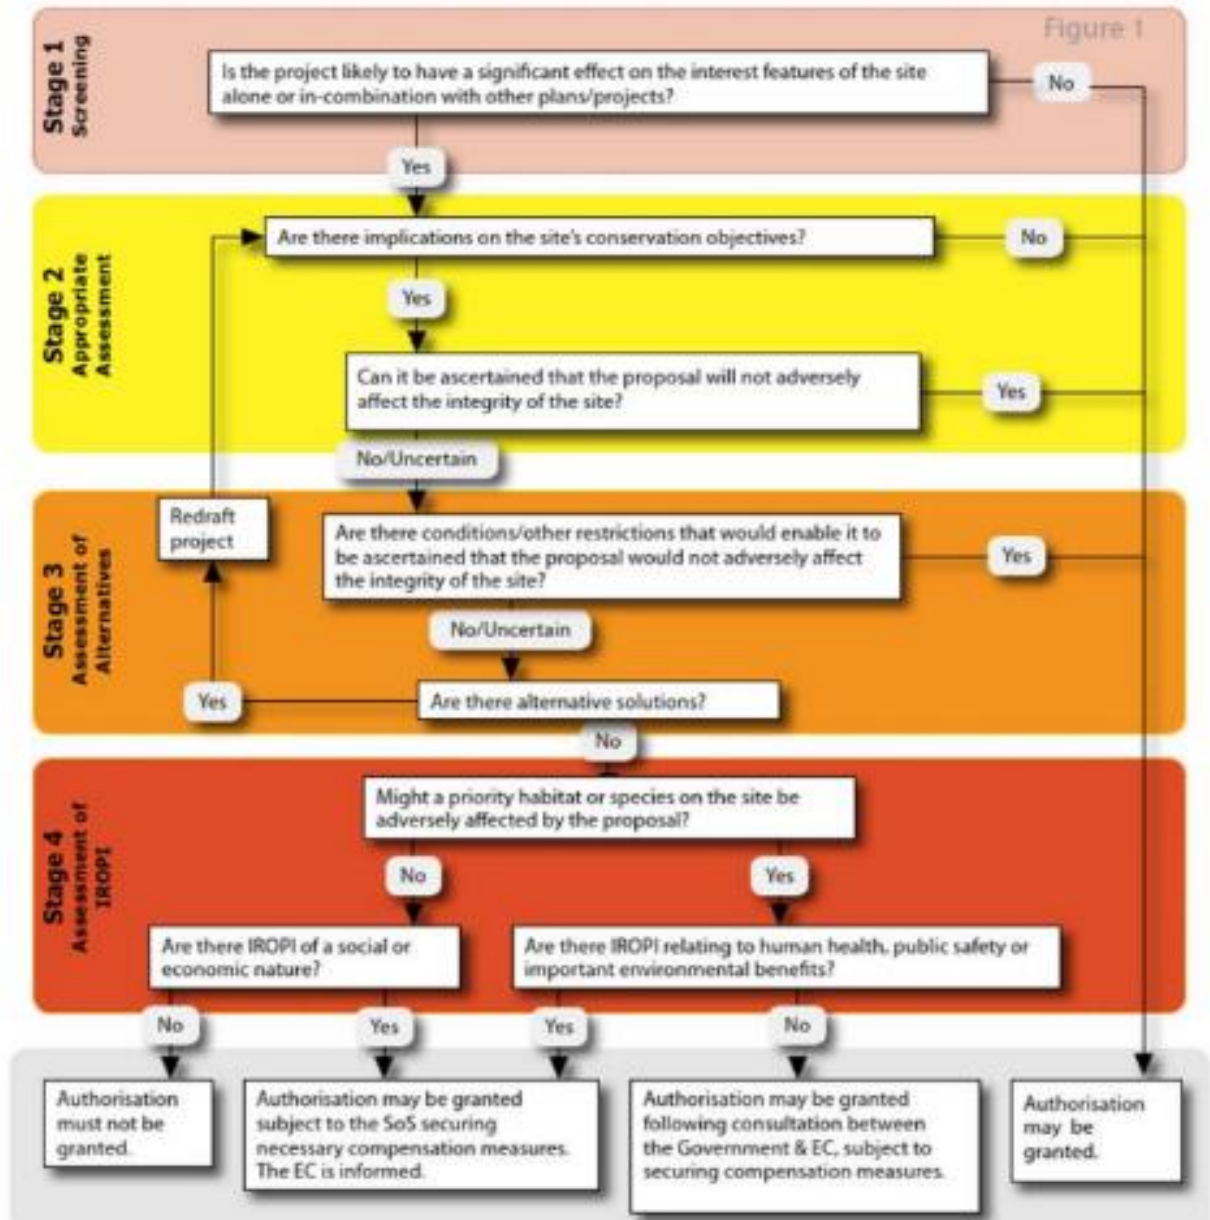 Figure 1
Stage 1
Screening
Is the project likely to have a significant effect on the interest features of the site
alone or in-combination with other plans/projects?
No
Yes
Stage 2
Appropriate
Assessment
Are there implications on the site's conservation objectives?
No
Yes
Can it be ascertained that the proposal will not adversely
affect the integrity of the site?
Yes
No/Uncertain
Stage 3
Assessment of
Alternatives
Redraft
project
Are there conditions/other restrictions that would enable it to
be ascertained that the proposal would not adversely affect
the integrity of the site?
Yes
No/Uncertain
Are there alternative solutions?
Yes
No
Stage 4
Assessment of
IROPI
Might a priority habitat or species on the site be
adversely affected by the proposal?
No
Yes
Are there IROPI of a social or
economic nature?
Are there IROPI relating to human health, public safety or
important environmental benefits?
No
Yes
Yes
No
Authorisation
must not be
granted.
Authorisation may be granted
subject to the SoS securing
necessary compensation measures.
The EC is informed.
Authorisation may be granted
following consultation between
the Government & EC, subject to
securing compensation measures.
Authorisation
may be
granted.